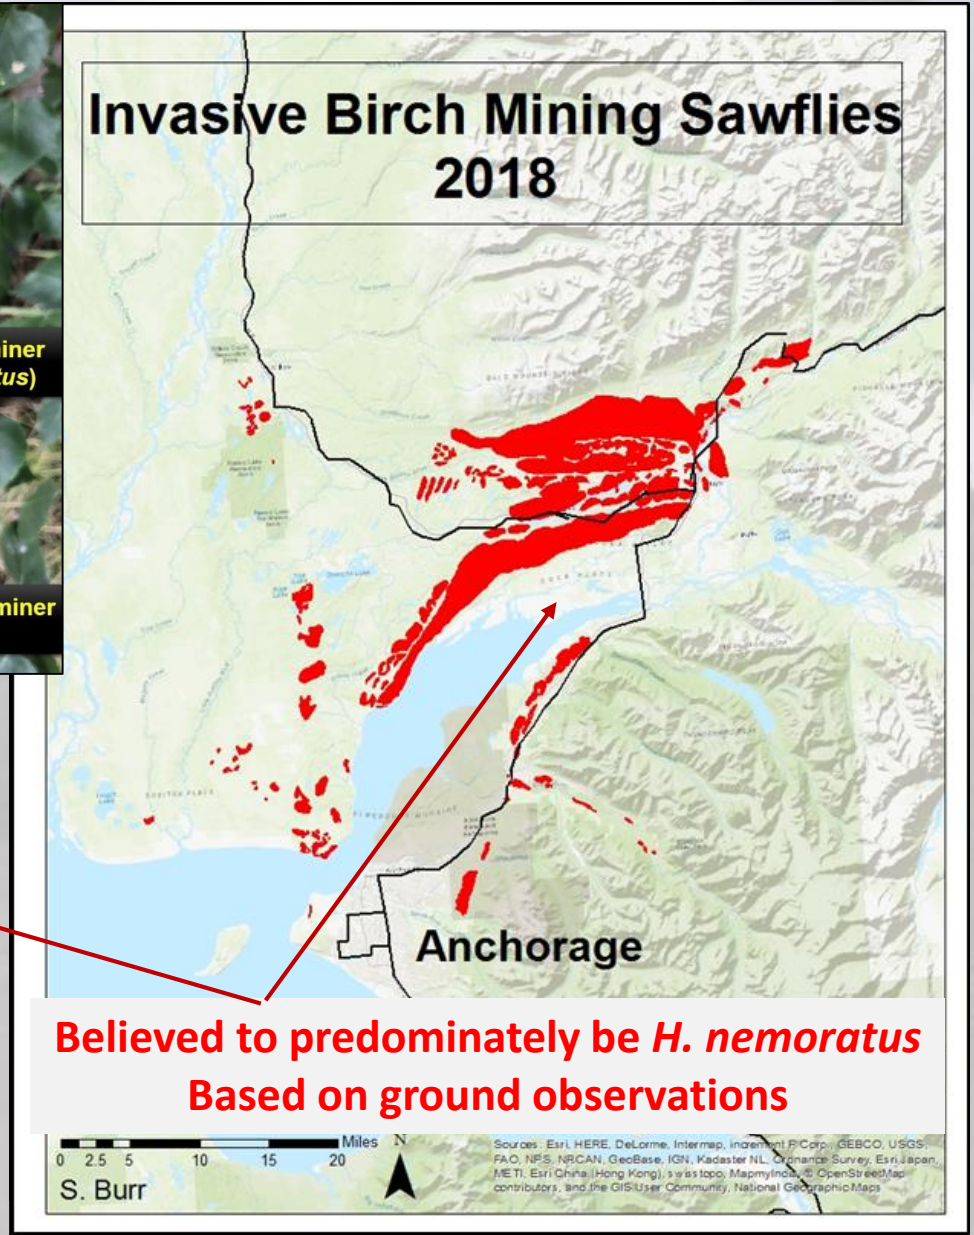 Invasive Birch Mining Sawflies
2018
iner
tus)
miner
Anchorage
Believed to predominately be H. nemoratus
Based on ground observations
Miles N
0 2.5 5 10 15 20
S. Burr
Sources: Esri, HERE, DeLorme, Intermap, increment P Corp., GEBCO, USGS,
FAO, NPS, NRCAN, GeoBase, IGN, Kadaster NL, Ordnance Survey, Esri Japan,
METI, Esri China (Hong Kong), swisstopo, MapmyIndia, © OpenStreetMap
contributors, and the GIS User Community, National Geographic Maps